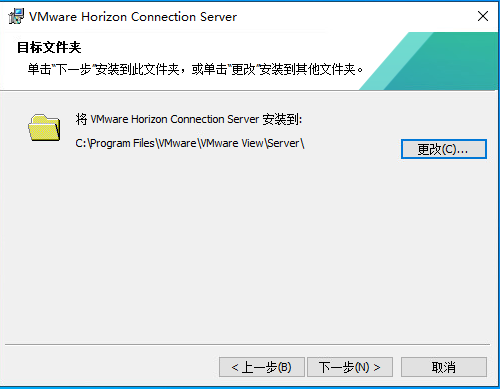 VMware Horizon Connection Server
目标文件夹
单击"下一步"安装到此文件夹，或单击"更改"安装到其他文件夹。
将 VMware Horizon Connection Server 安装到:
C:\Program Files\VMware\VMware View\Server\
更改(C)...
< 上一步(B)
下一步(N) >
取消